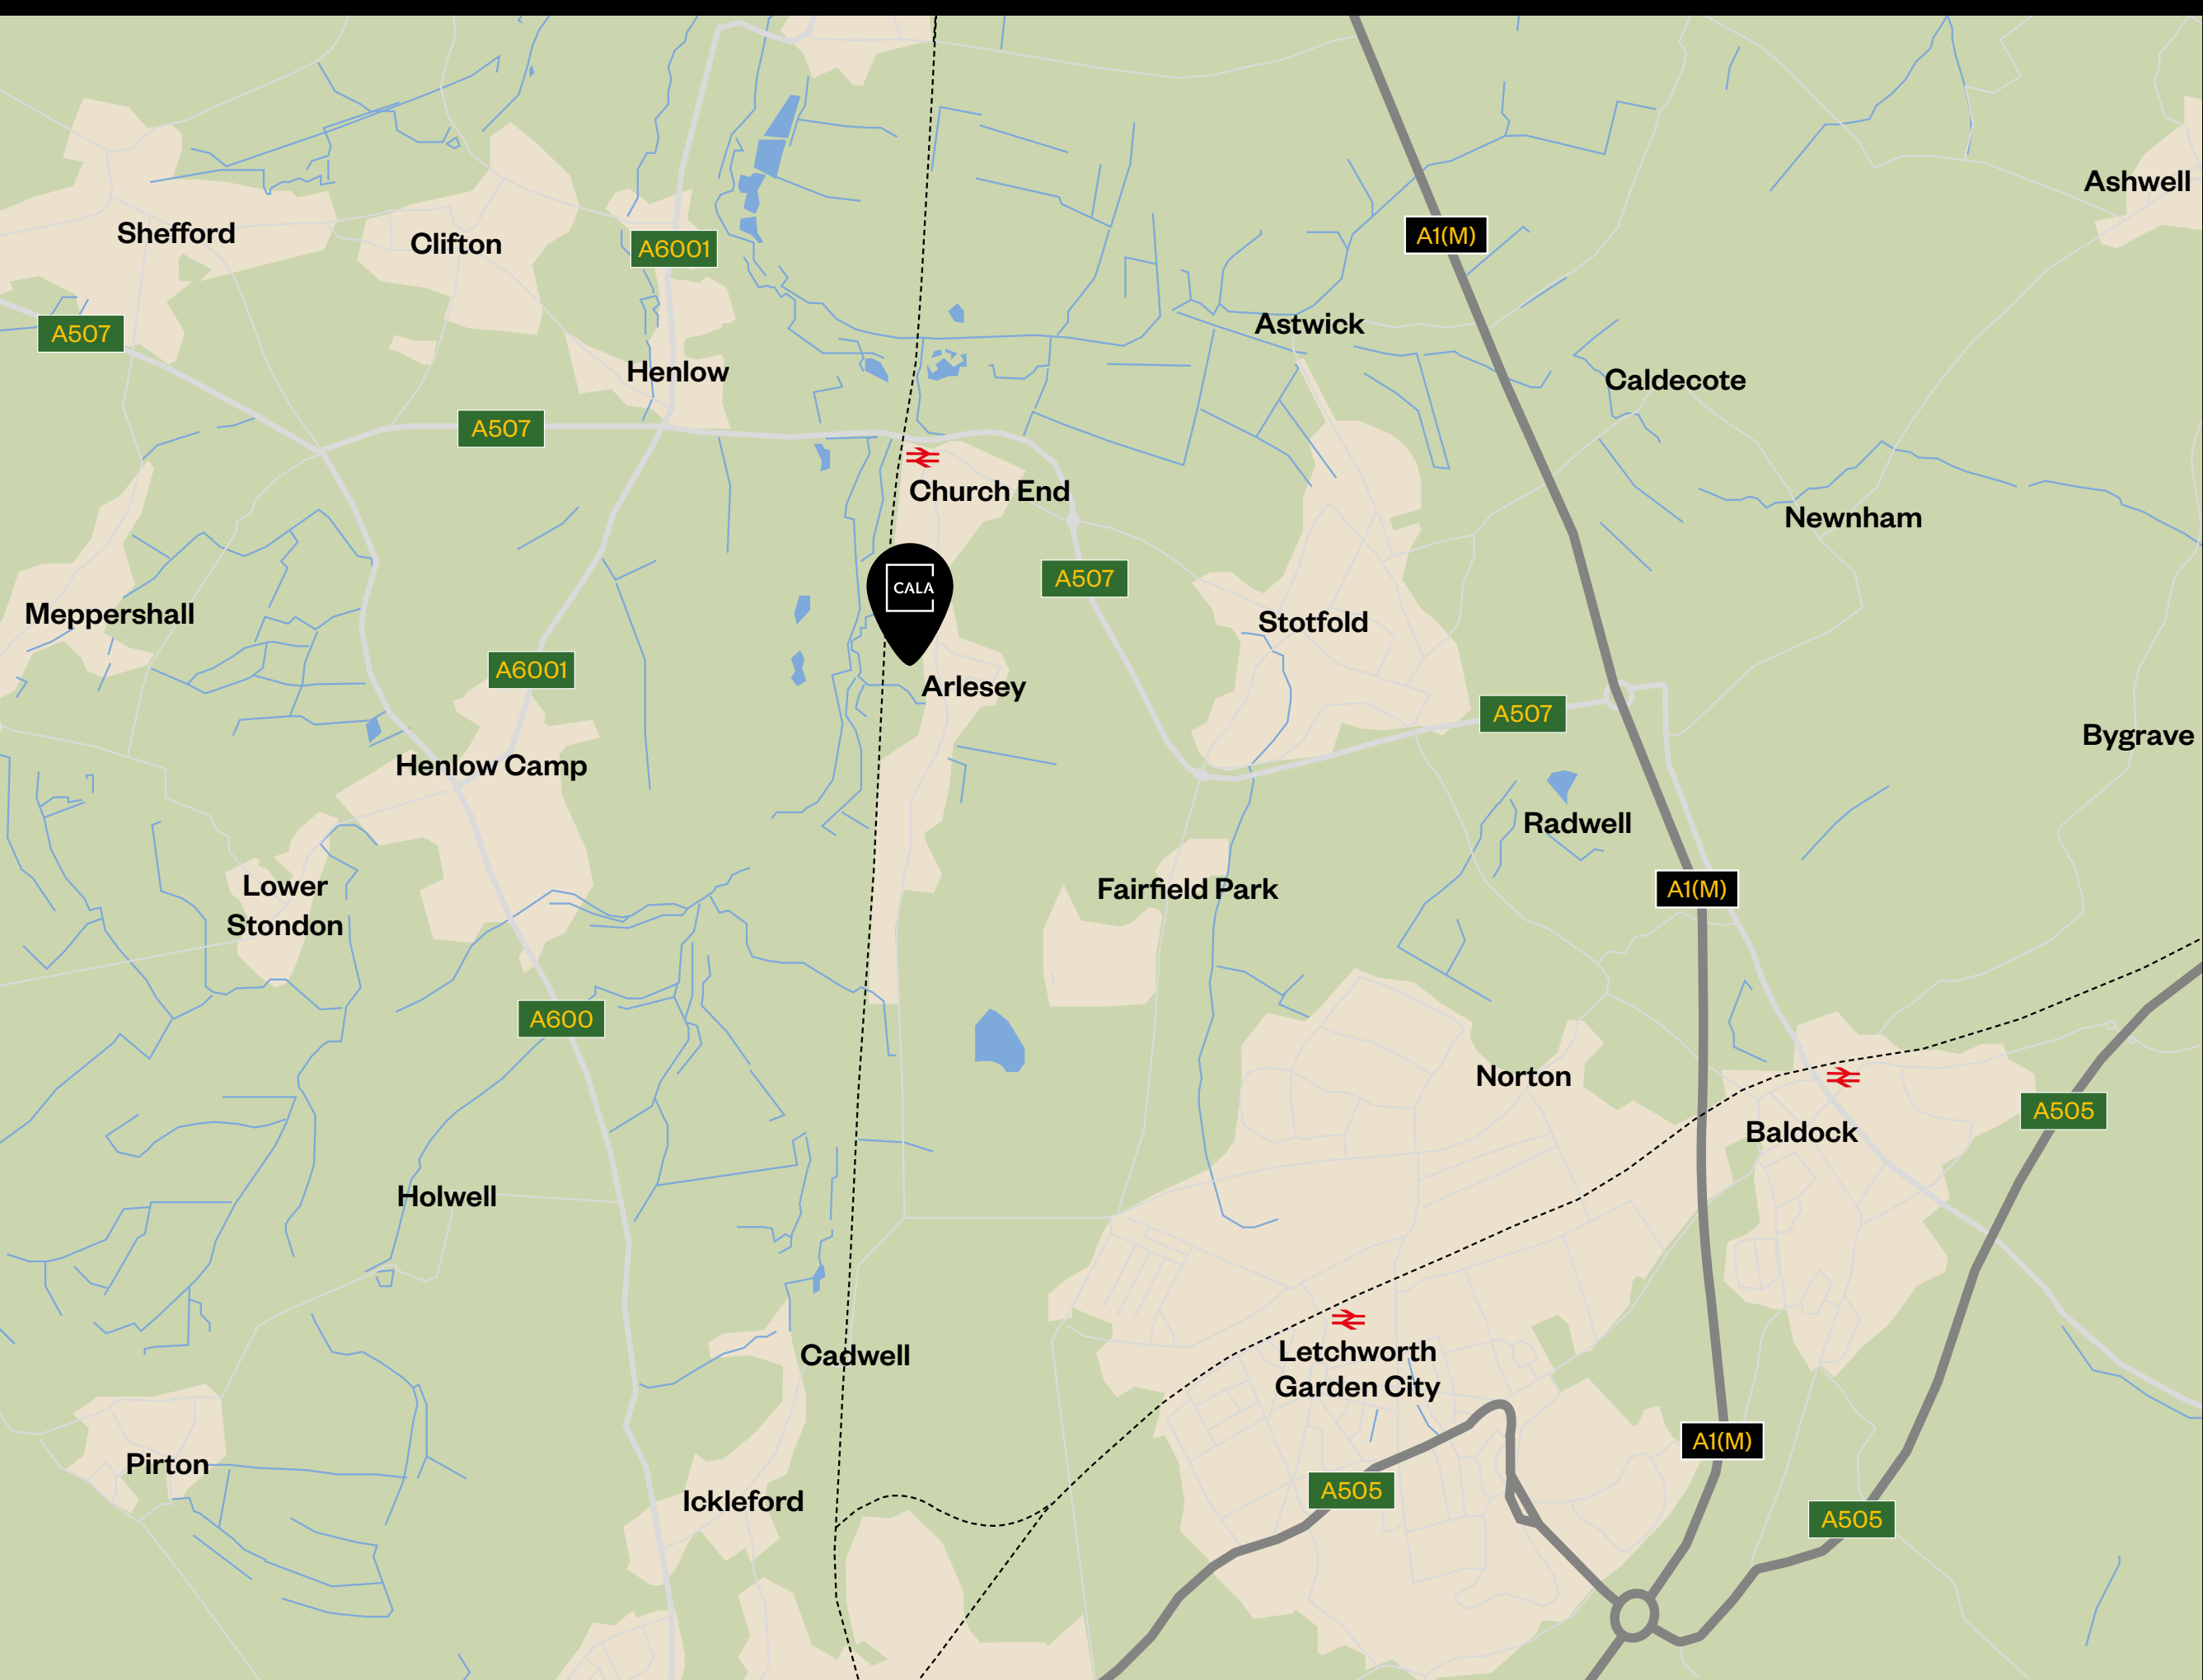 Ashwell
Shefford
Clifton
A6001
A1(M)
A507
Astwick
Henlow
Caldecote
A507
Church End
Newnham
A507
CALA
Meppershall
Stotfold
A6001
Arlesey
A507
Bygrave
Henlow Camp
Radwell
Lower
Stondon
Fairfield Park
A1(M)
A600
Norton
A505
Baldock
Holwell
Cadwell
Letchworth
Garden City
A1(M)
Pirton
A505
Ickleford
A505